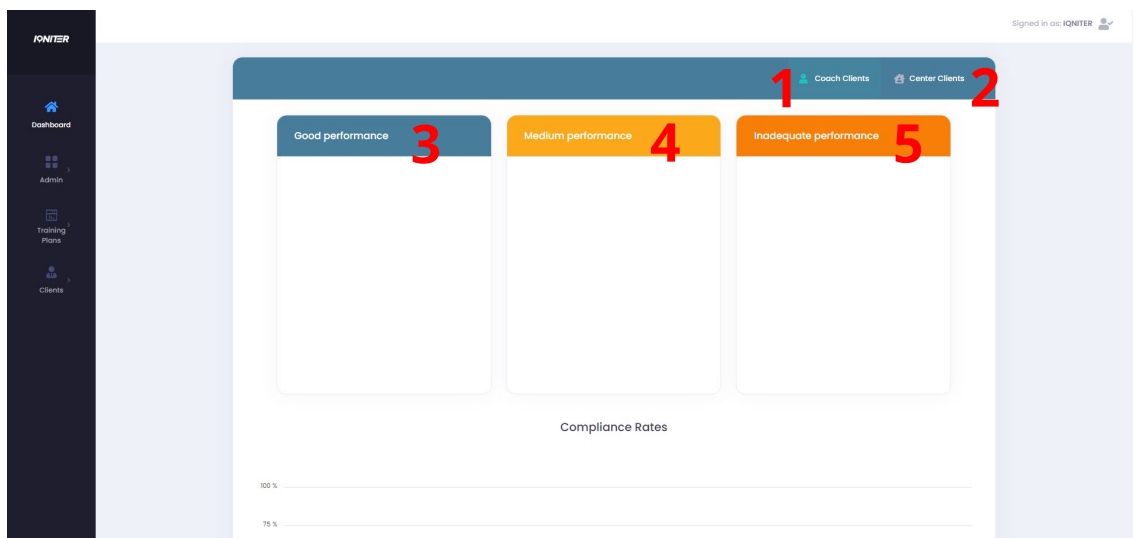 Signed in as: IQNITER
IQNITER
1 Coach Clients Center Clients 2
Dashboard
Good performance 3 Medium performance 4 Inadequate performance 5
Admin
Training
Plans
Clients
Compliance Rates
100 %
75 %